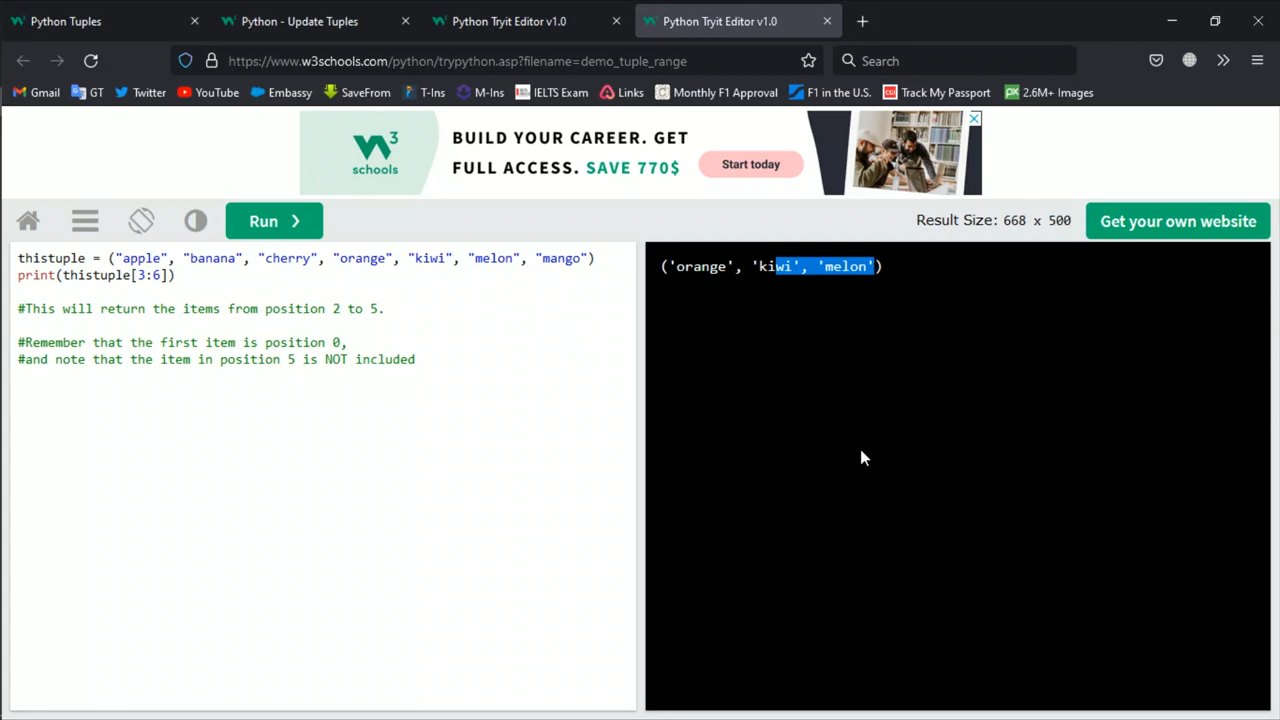 Python Tuples
Python - Update Tuples
Python Tryit Editor v1.0
Python Tryit Editor v1.0
https://www.w3schools.com/python/trypython.asp?filename=demo_tuple_range
Search
Gmail
GT
Twitter
YouTube
Embassy
SaveFrom
T-Ins
M-Ins
IELTS Exam
Links
Monthly F1 Approval
F1 in the U.S.
CGI
Track My Passport
px
2.6M+ Images
W3
schools
BUILD YOUR CAREER. GET
FULL ACCESS. SAVE 770$
Start today
Run ❯
Result Size: 668 x 500
Get your own website
thistuple = ("apple", "banana", "cherry", "orange", "kiwi", "melon", "mango")
print(thistuple[3:6])
#This will return the items from position 2 to 5.
#Remember that the first item is position 0,
#and note that the item in position 5 is NOT included
('orange', 'kiwi', 'melon')